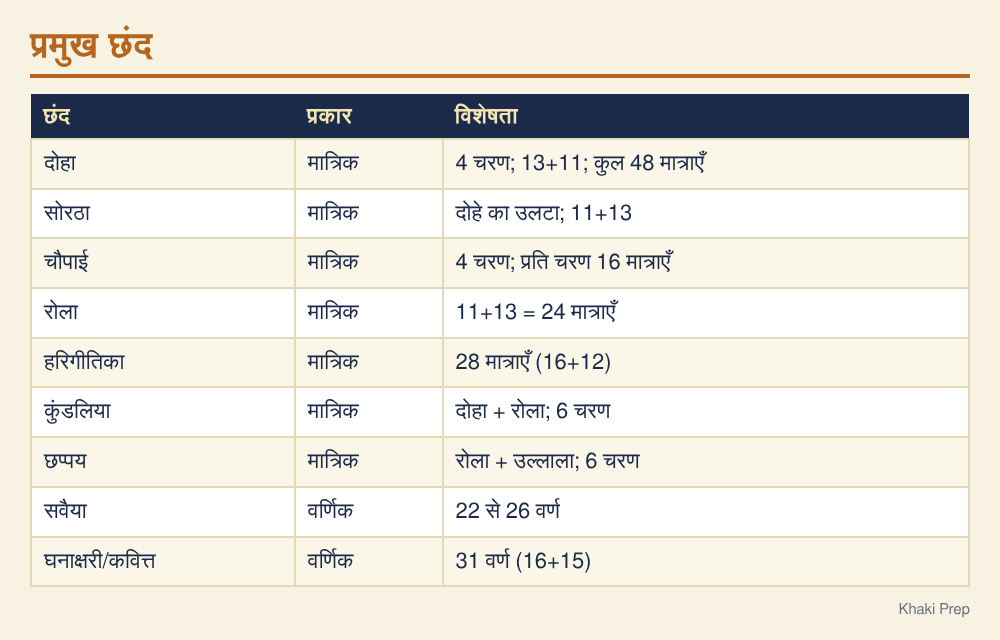 प्रमुख छंद
छंद प्रकार विशेषता
दोहा मात्रिक 4 चरण; 13+11; कुल 48 मात्राएँ
सोरठा मात्रिक दोहे का उलटा; 11+13
चौपाई मात्रिक 4 चरण; प्रति चरण 16 मात्राएँ
रोला मात्रिक 11+13 = 24 मात्राएँ
हरिगीतिका मात्रिक 28 मात्राएँ (16+12)
कुंडलिया मात्रिक दोहा + रोला; 6 चरण
छप्पय मात्रिक रोला + उल्लाला; 6 चरण
सवैया वर्णिक 22 से 26 वर्ण
घनाक्षरी/कवित्त वर्णिक 31 वर्ण (16+15)
Khaki Prep